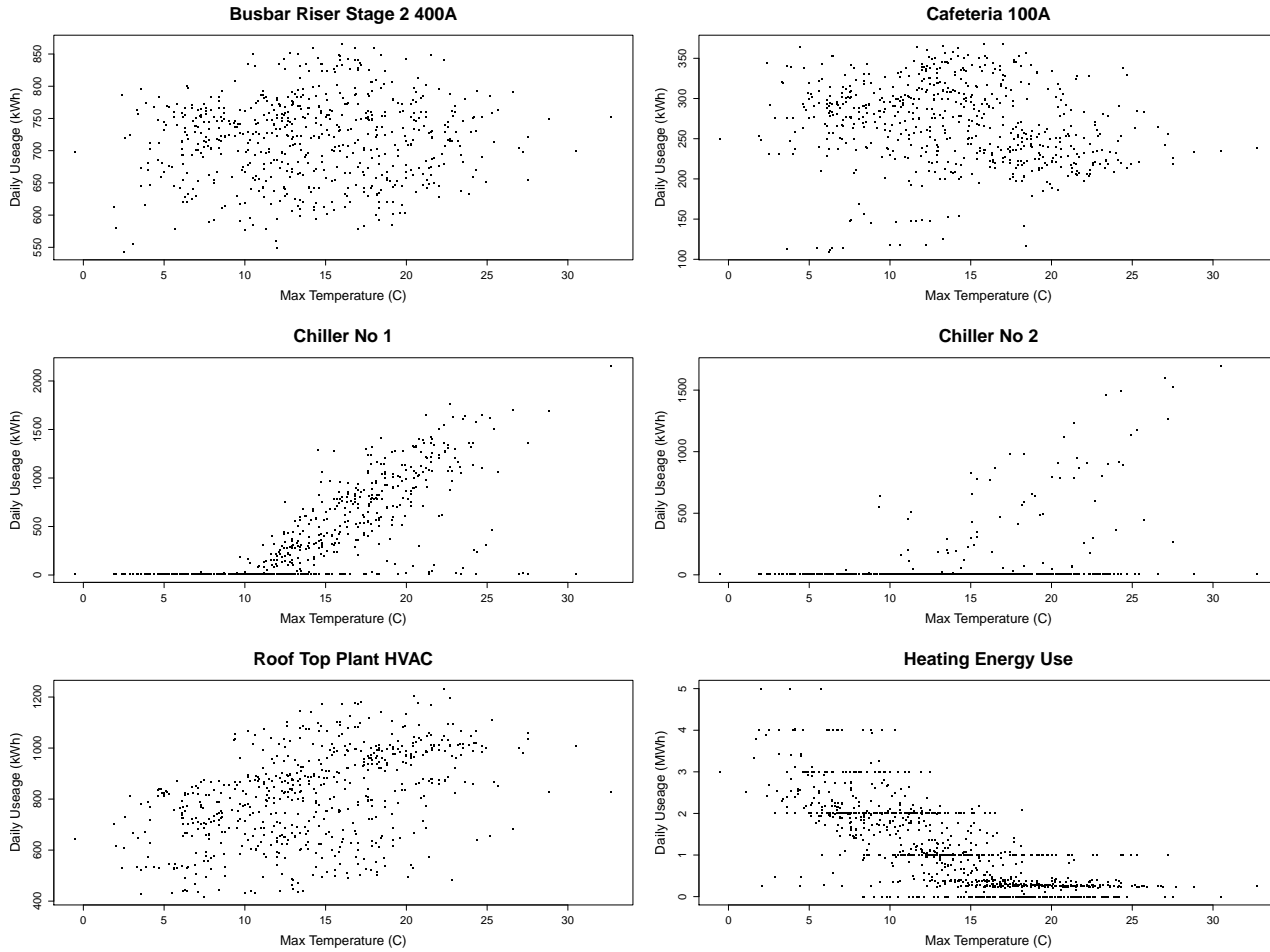 Busbar Riser Stage 2 400A
Daily Useage (kWh)
550 600 650 700 750 800 850
0 5 10 15 20 25 30
Max Temperature (C)
Cafeteria 100A
Daily Useage (kWh)
100 150 200 250 300 350
0 5 10 15 20 25 30
Max Temperature (C)
Chiller No 1
Daily Useage (kWh)
0 500 1000 1500 2000
0 5 10 15 20 25 30
Max Temperature (C)
Chiller No 2
Daily Useage (kWh)
0 500 1000 1500
0 5 10 15 20 25 30
Max Temperature (C)
Roof Top Plant HVAC
Daily Useage (kWh)
400 600 800 1000 1200
0 5 10 15 20 25 30
Max Temperature (C)
Heating Energy Use
Daily Useage (MWh)
0 1 2 3 4 5
0 5 10 15 20 25 30
Max Temperature (C)